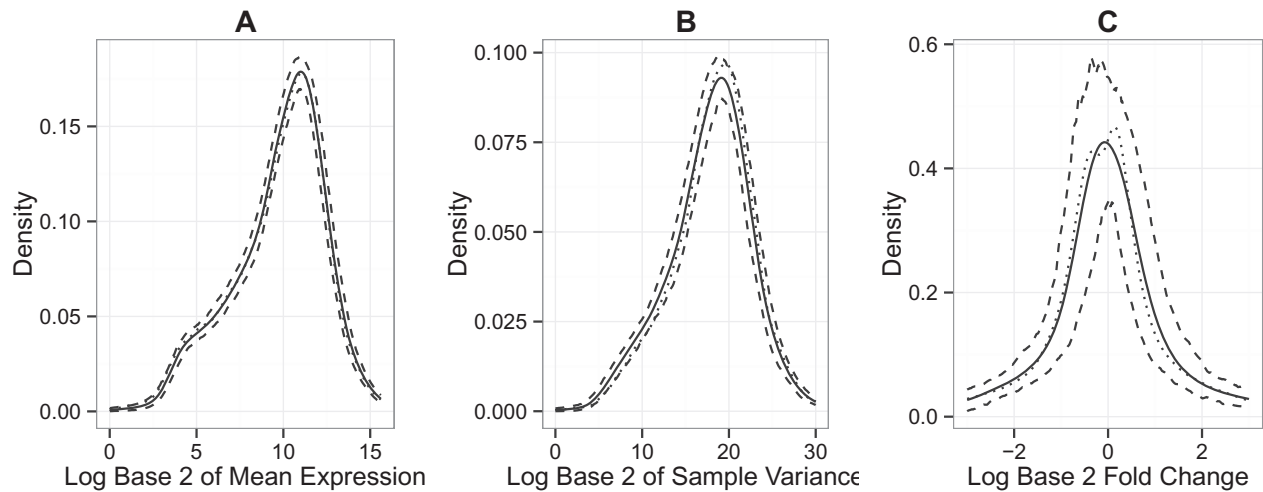 A
Density
0.15
0.10
0.05
0.00
0 5 10 15
Log Base 2 of Mean Expression
B
Density
0.100
0.075
0.050
0.025
0.000
0 10 20 30
Log Base 2 of Sample Variance
C
Density
0.6
0.4
0.2
0.0
−2 0 2
Log Base 2 Fold Change